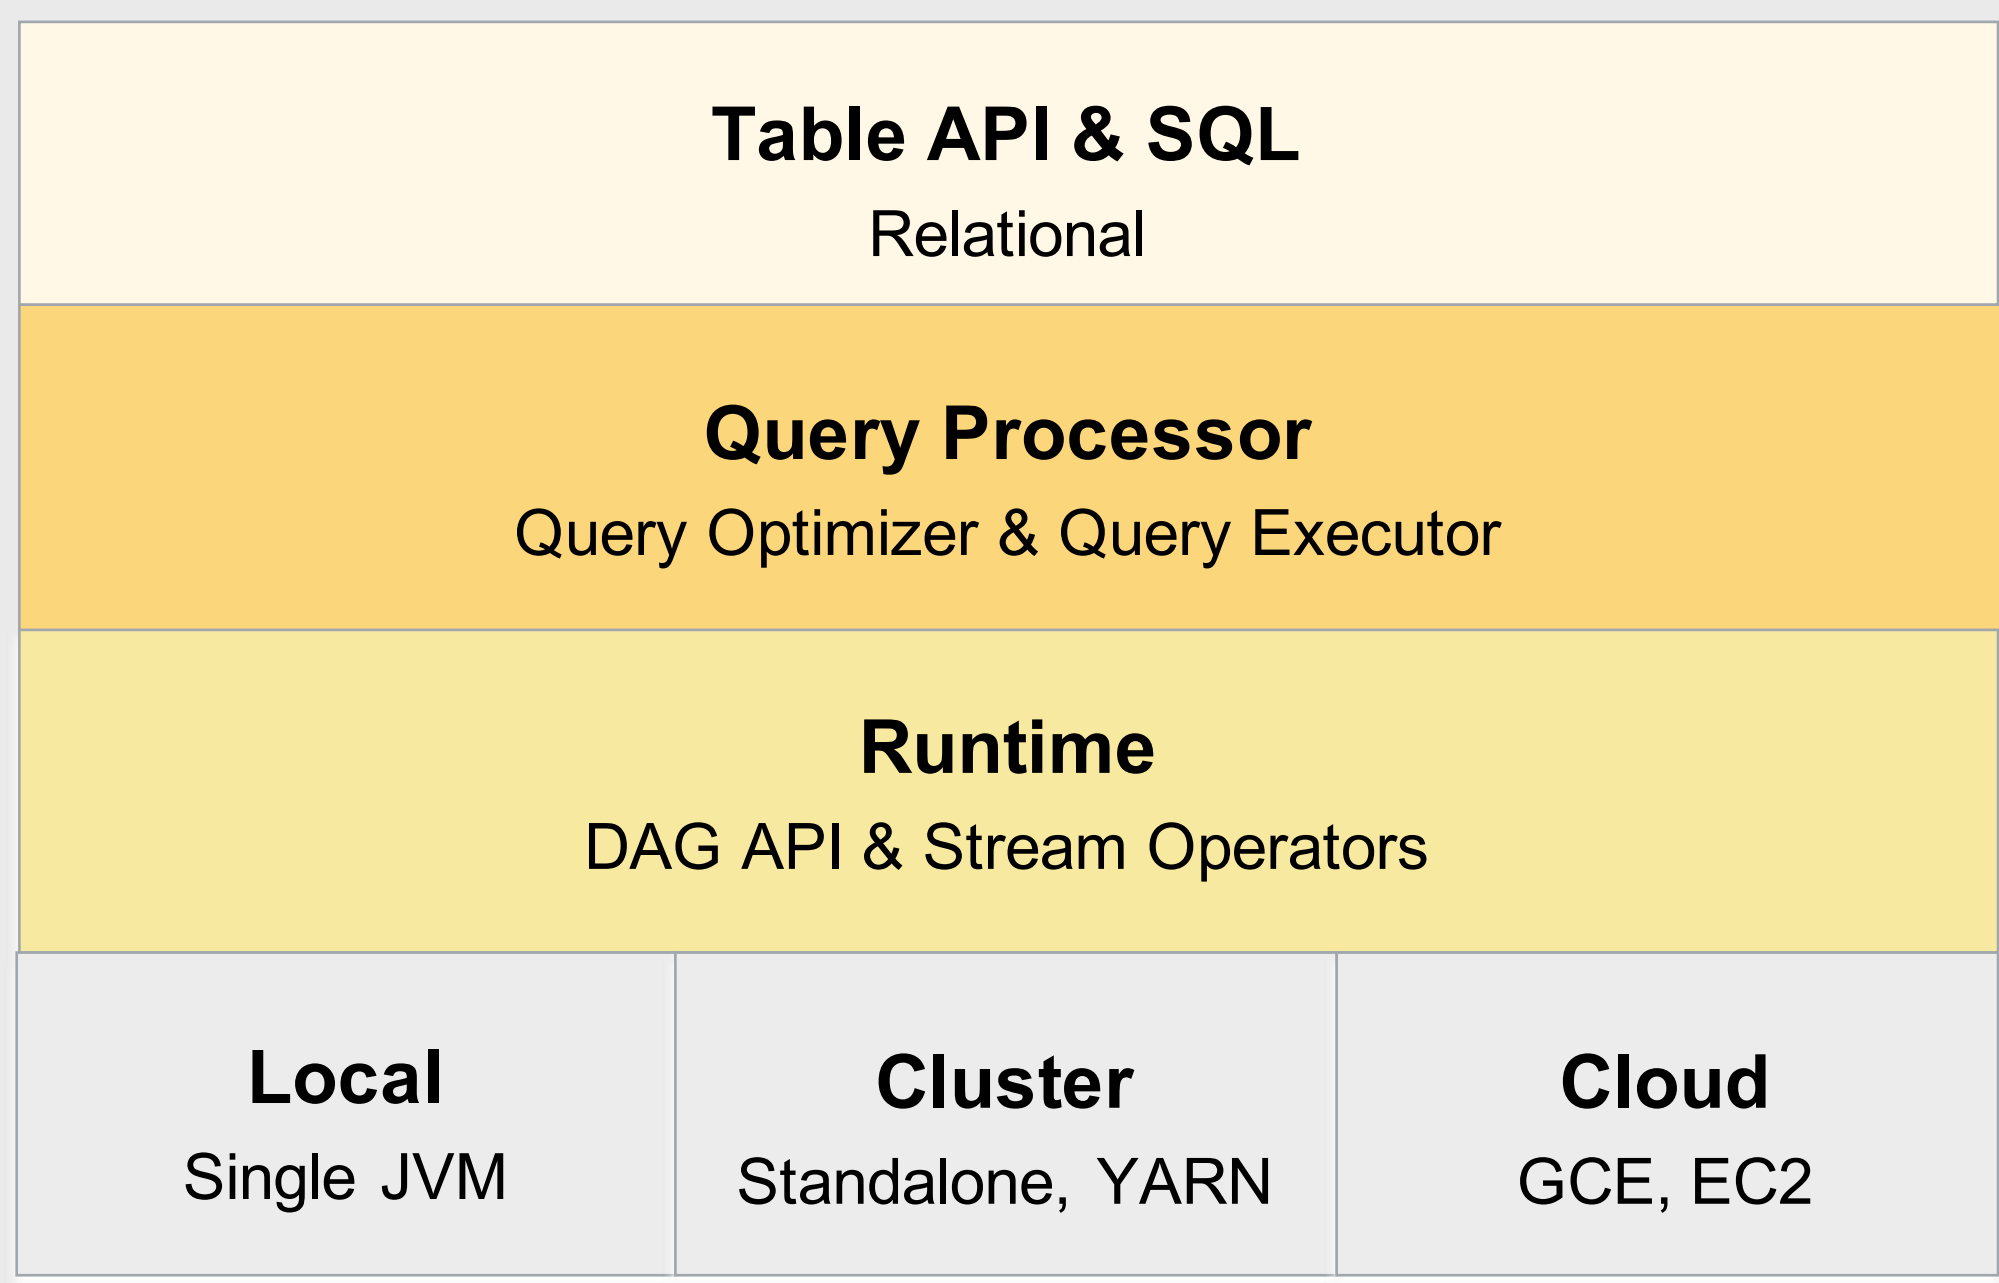 Table API & SQL
Relational
Query Processor
Query Optimizer & Query Executor
Runtime
DAG API & Stream Operators
Local
Single JVM
Cluster
Standalone, YARN
Cloud
GCE, EC2